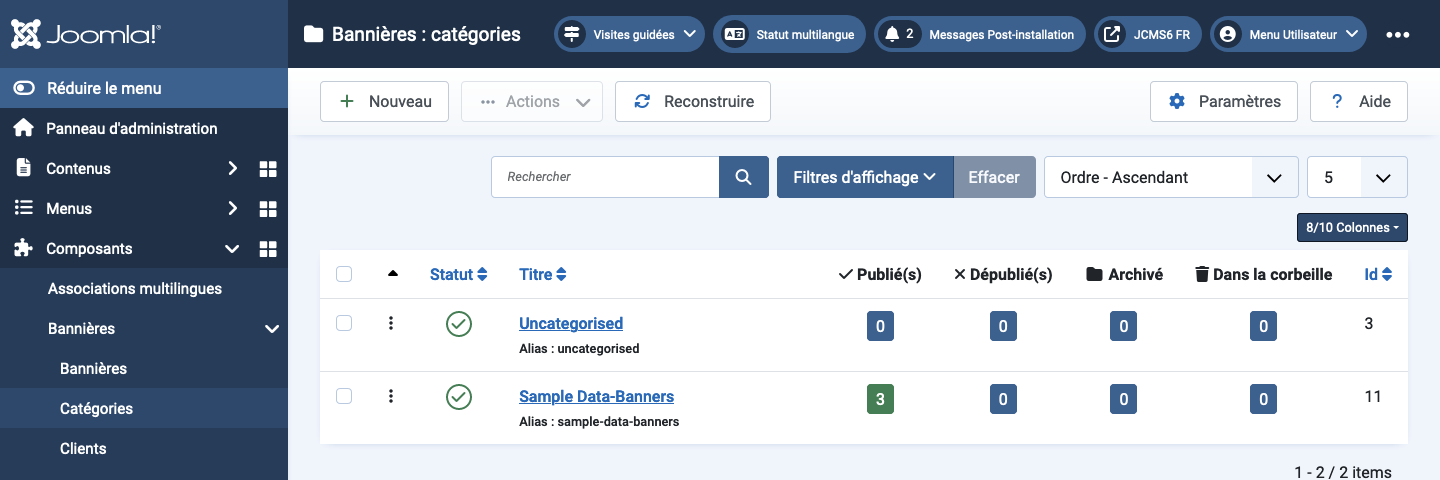 Joomla!®
Bannières : catégories
Visites guidées
Statut multilangue
2 Messages Post-installation
JCMS6 FR
Menu Utilisateur
Réduire le menu
Panneau d'administration
Contenus
Menus
Composants
Associations multilingues
Bannières
Bannières
Catégories
Clients
Nouveau
Actions
Reconstruire
Paramètres
? Aide
Rechercher
Filtres d'affichage
Effacer
Ordre - Ascendant
5
8/10 Colonnes
Statut Titre Publié(s) Dépublié(s) Archivé Dans la corbeille Id
Uncategorised 0 0 0 0 3
Alias : uncategorised
Sample Data-Banners 3 0 0 0 11
Alias : sample-data-banners
1 - 2 / 2 items